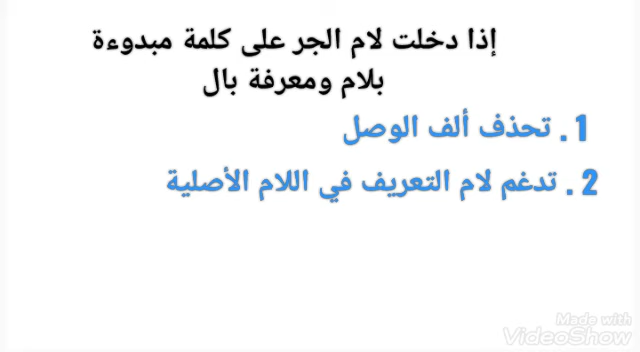 إذا دخلت لام الجر على كلمة مبدوءة
بلام ومعرفة بال
1 . تحذف ألف الوصل
2 . تدغم لام التعريف في اللام الأصلية
Made with
VideoShow